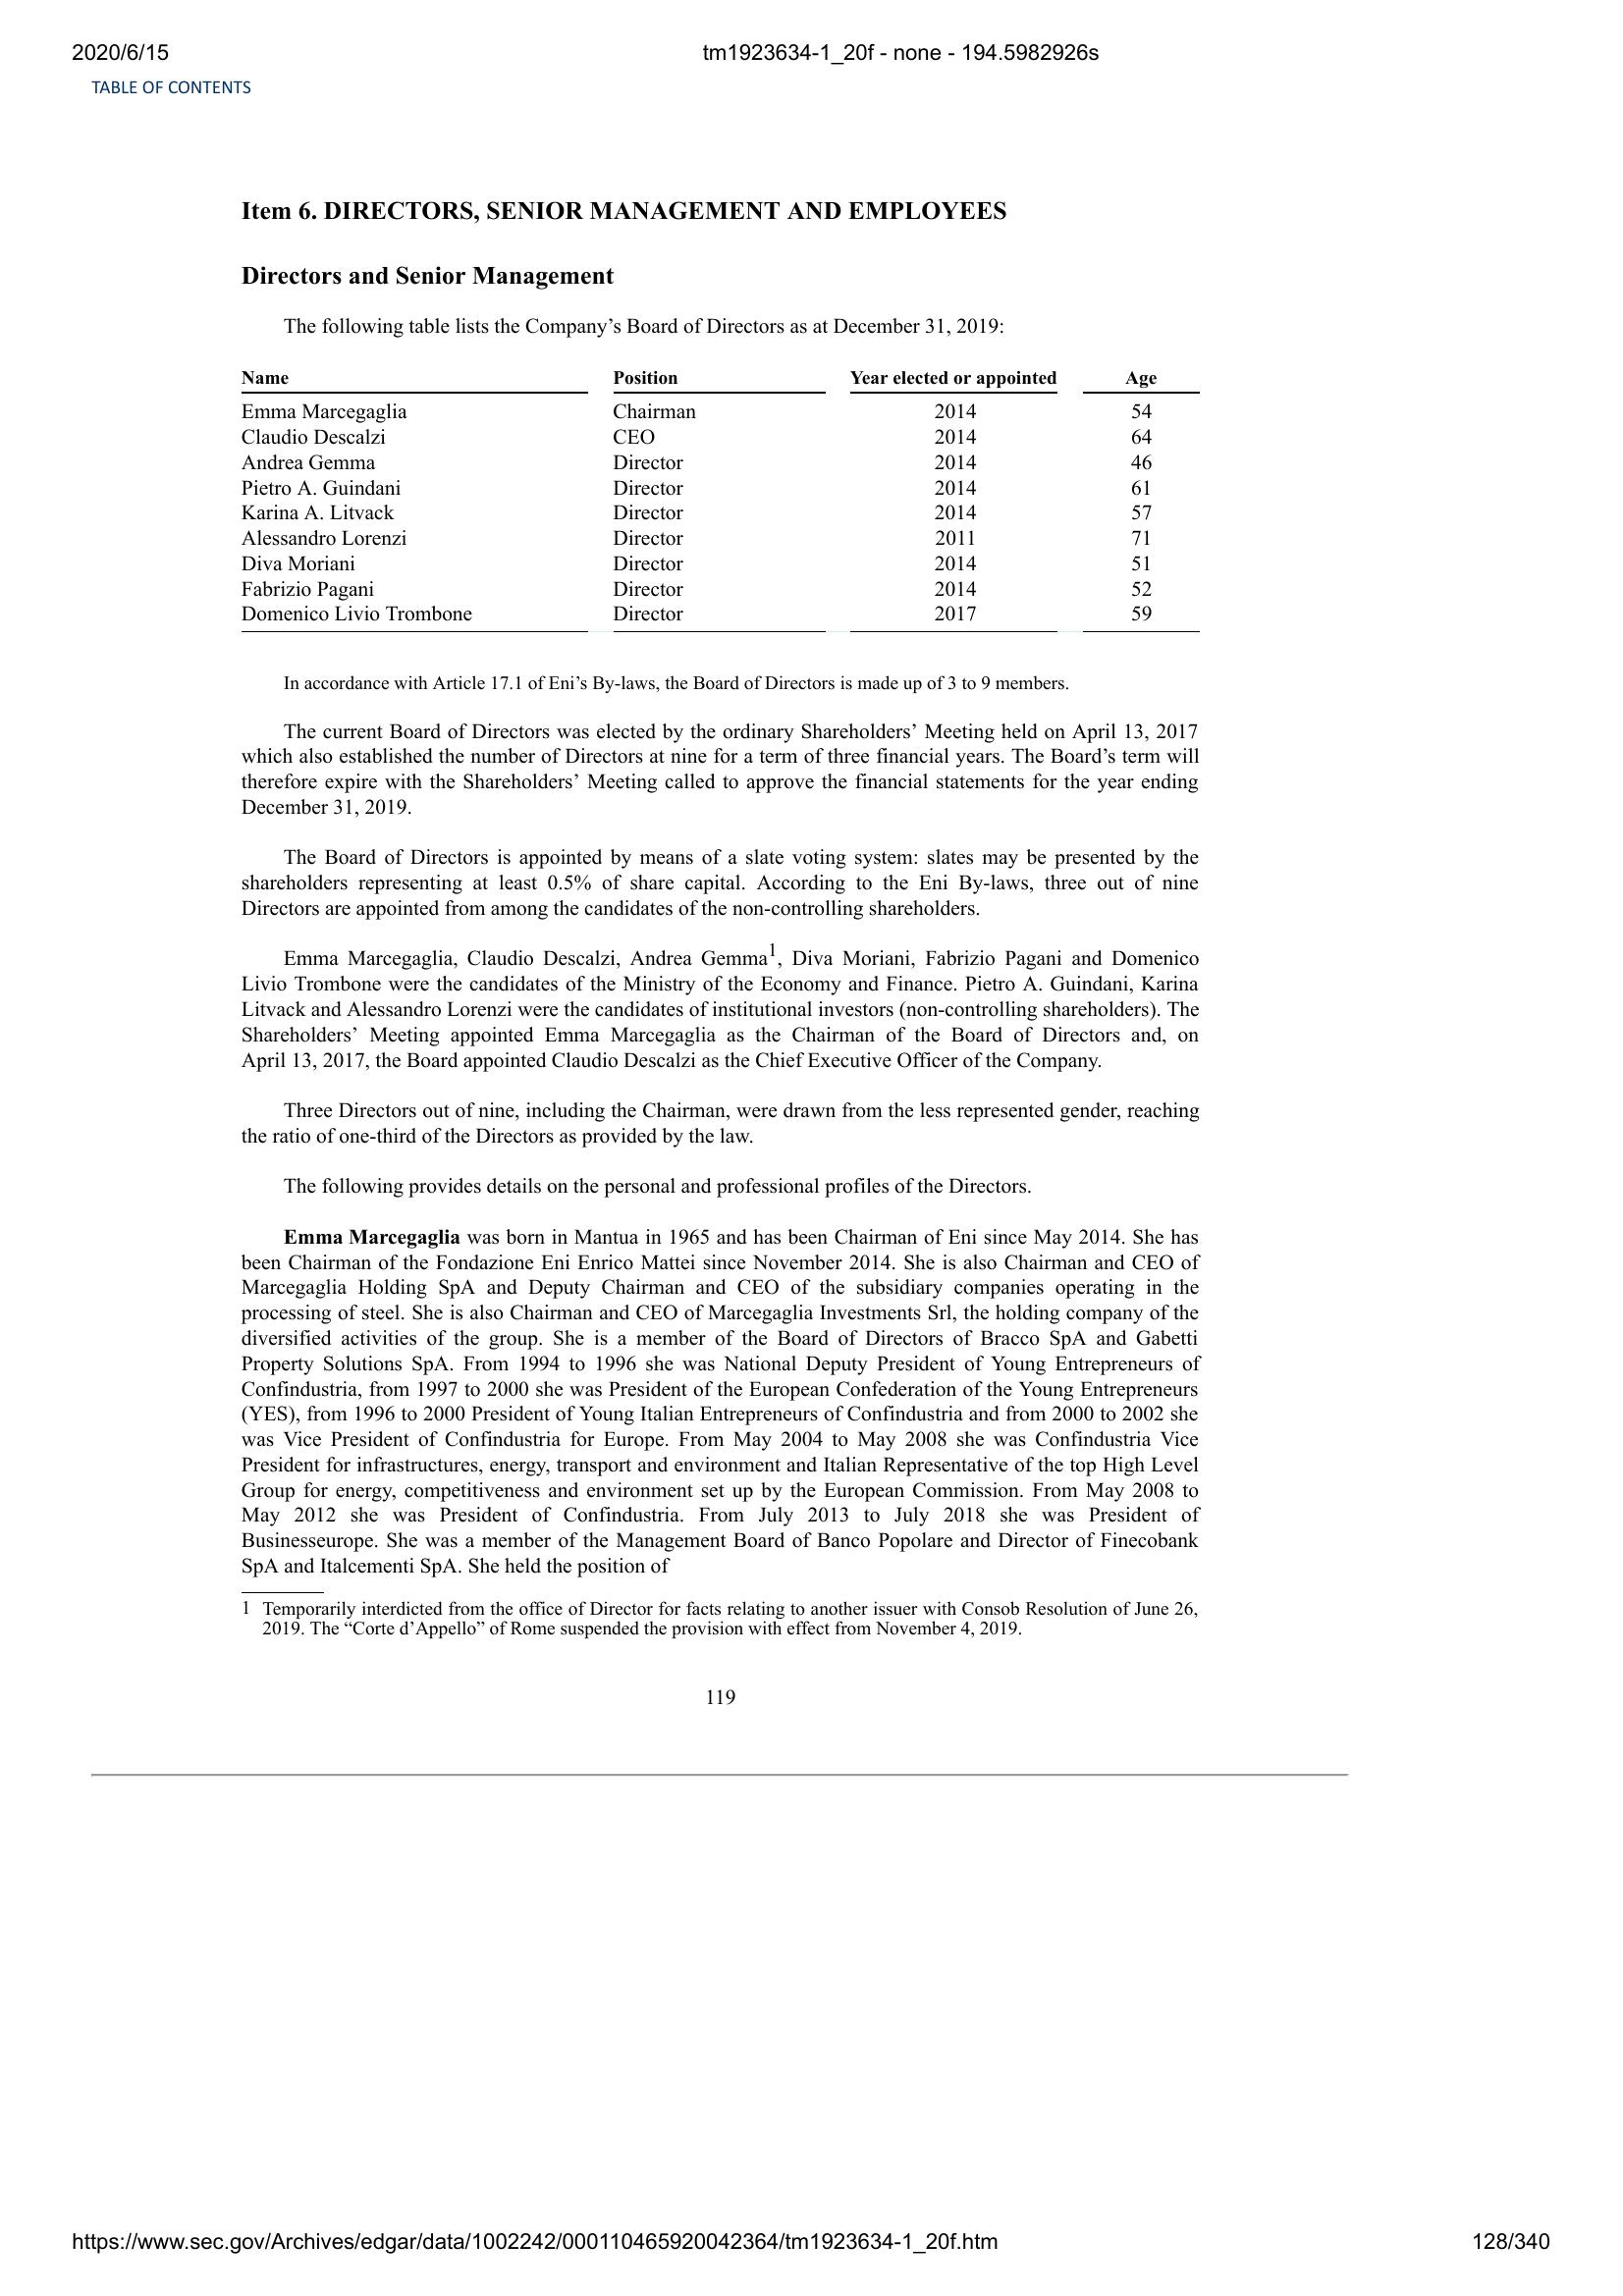 2020/6/15 tm1923634-1_20f - none - 194.5982926s
TABLE OF CONTENTS
Item 6. DIRECTORS, SENIOR MANAGEMENT AND EMPLOYEES
Directors and Senior Management
The following table lists the Company’s Board of Directors as at December 31, 2019:
Name Position Year elected or appointed Age
Emma Marcegaglia Chairman 2014 54
Claudio Descalzi CEO 2014 64
Andrea Gemma Director 2014 46
Pietro A. Guindani Director 2014 61
Karina A. Litvack Director 2014 57
Alessandro Lorenzi Director 2011 71
Diva Moriani Director 2014 51
Fabrizio Pagani Director 2014 52
Domenico Livio Trombone Director 2017 59
In accordance with Article 17.1 of Eni’s By-laws, the Board of Directors is made up of 3 to 9 members.
The current Board of Directors was elected by the ordinary Shareholders’ Meeting held on April 13, 2017
which also established the number of Directors at nine for a term of three financial years. The Board’s term will
therefore expire with the Shareholders’ Meeting called to approve the financial statements for the year ending
December 31, 2019.
The Board of Directors is appointed by means of a slate voting system: slates may be presented by the
shareholders representing at least 0.5% of share capital. According to the Eni By-laws, three out of nine
Directors are appointed from among the candidates of the non-controlling shareholders.
Emma Marcegaglia, Claudio Descalzi, Andrea Gemma1, Diva Moriani, Fabrizio Pagani and Domenico
Livio Trombone were the candidates of the Ministry of the Economy and Finance. Pietro A. Guindani, Karina
Litvack and Alessandro Lorenzi were the candidates of institutional investors (non-controlling shareholders). The
Shareholders’ Meeting appointed Emma Marcegaglia as the Chairman of the Board of Directors and, on
April 13, 2017, the Board appointed Claudio Descalzi as the Chief Executive Officer of the Company.
Three Directors out of nine, including the Chairman, were drawn from the less represented gender, reaching
the ratio of one-third of the Directors as provided by the law.
The following provides details on the personal and professional profiles of the Directors.
Emma Marcegaglia was born in Mantua in 1965 and has been Chairman of Eni since May 2014. She has
been Chairman of the Fondazione Eni Enrico Mattei since November 2014. She is also Chairman and CEO of
Marcegaglia Holding SpA and Deputy Chairman and CEO of the subsidiary companies operating in the
processing of steel. She is also Chairman and CEO of Marcegaglia Investments Srl, the holding company of the
diversified activities of the group. She is a member of the Board of Directors of Bracco SpA and Gabetti
Property Solutions SpA. From 1994 to 1996 she was National Deputy President of Young Entrepreneurs of
Confindustria, from 1997 to 2000 she was President of the European Confederation of the Young Entrepreneurs
(YES), from 1996 to 2000 President of Young Italian Entrepreneurs of Confindustria and from 2000 to 2002 she
was Vice President of Confindustria for Europe. From May 2004 to May 2008 she was Confindustria Vice
President for infrastructures, energy, transport and environment and Italian Representative of the top High Level
Group for energy, competitiveness and environment set up by the European Commission. From May 2008 to
May 2012 she was President of Confindustria. From July 2013 to July 2018 she was President of
Businesseurope. She was a member of the Management Board of Banco Popolare and Director of Finecobank
SpA and Italcementi SpA. She held the position of
1 Temporarily interdicted from the office of Director for facts relating to another issuer with Consob Resolution of June 26,
2019. The “Corte d’Appello” of Rome suspended the provision with effect from November 4, 2019.
119
https://www.sec.gov/Archives/edgar/data/1002242/000110465920042364/tm1923634-1_20f.htm 128/340